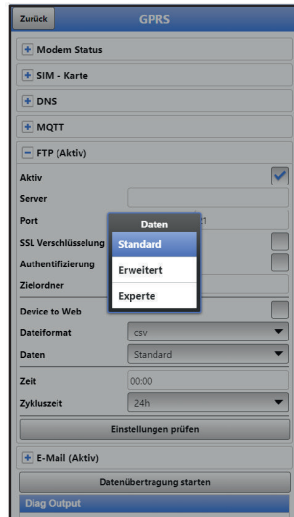 Zurück GPRS
Modem Status
SIM - Karte
DNS
MQTT
FTP (Aktiv)
Aktiv
Server
Port
SSL Verschlüsselung
Authentifizierung
Zielordner
Daten
Standard
Erweitert
Experte
Device to Web
Dateiformat csv
Daten Standard
Zeit 00:00
Zykluszeit 24h
Einstellungen prüfen
E-Mail (Aktiv)
Datenübertragung starten
Diag Output